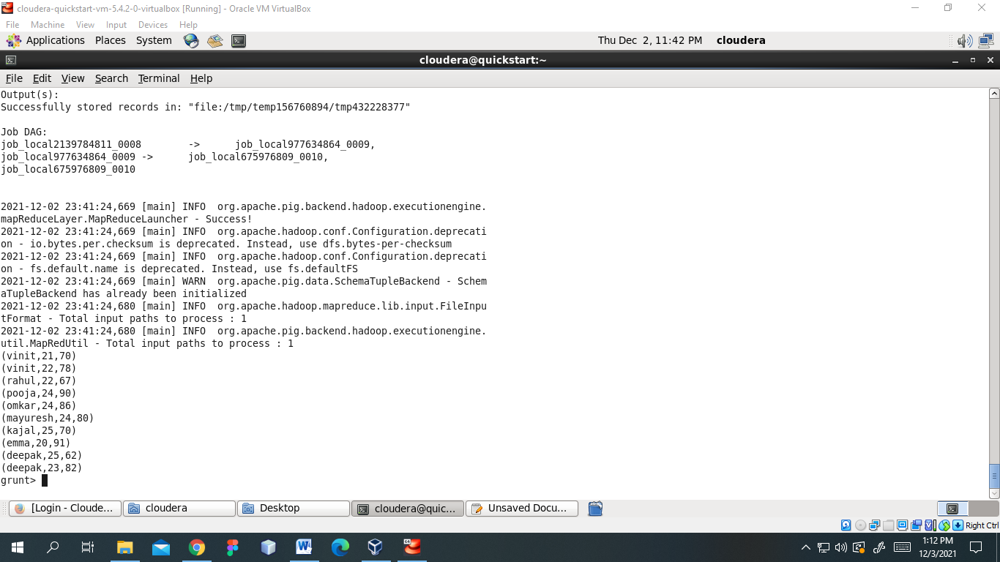 cloudera-quickstart-vm-5.4.2-0-virtualbox [Running] - Oracle VM VirtualBox
File Machine View Input Devices Help
Applications Places System Thu Dec 2, 11:42 PM cloudera
cloudera@quickstart:~
File Edit View Search Terminal Help
Output(s):
Successfully stored records in: "file:/tmp/temp156760894/tmp432228377"
Job DAG:
job_local2139784811_0008 -> job_local977634864_0009,
job_local977634864_0009 -> job_local675976809_0010,
job_local675976809_0010
2021-12-02 23:41:24,669 [main] INFO org.apache.pig.backend.hadoop.executionengine.
mapReduceLayer.MapReduceLauncher - Success!
2021-12-02 23:41:24,669 [main] INFO org.apache.hadoop.conf.Configuration.deprecati
on - io.bytes.per.checksum is deprecated. Instead, use dfs.bytes-per-checksum
2021-12-02 23:41:24,669 [main] INFO org.apache.hadoop.conf.Configuration.deprecati
on - fs.default.name is deprecated. Instead, use fs.defaultFS
2021-12-02 23:41:24,669 [main] WARN org.apache.pig.data.SchemaTupleBackend - Schem
aTupleBackend has already been initialized
2021-12-02 23:41:24,680 [main] INFO org.apache.hadoop.mapreduce.lib.input.FileInpu
tFormat - Total input paths to process : 1
2021-12-02 23:41:24,680 [main] INFO org.apache.pig.backend.hadoop.executionengine.
util.MapRedUtil - Total input paths to process : 1
(vinit,21,70)
(vinit,22,78)
(rahul,22,67)
(pooja,24,90)
(omkar,24,86)
(mayuresh,24,80)
(kajal,25,70)
(emma,20,91)
(deepak,25,62)
(deepak,23,82)
grunt>
[Login - Cloude... cloudera Desktop cloudera@quic... Unsaved Docu...
Right Ctrl
1:12 PM
12/3/2021